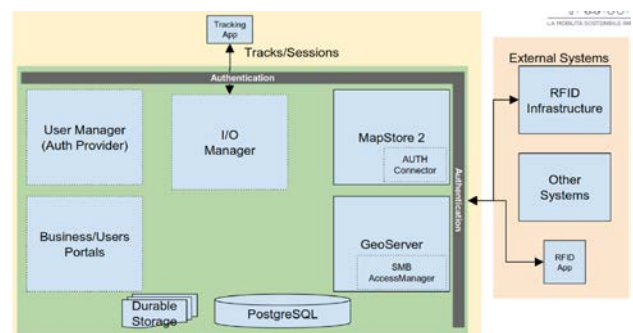 Tracking
App
LA MOBILITÀ SOSTENIBILE
Tracks/Sessions
Authentication
External Systems
RFID
Infrastructure
User Manager
(Auth Provider)
I/O
Manager
MapStore 2
AUTH
Connector
Authentication
Other
Systems
Business/Users
Portals
GeoServer
SMB
AccessManager
RFID
App
Durable
Storage
PostgreSQL